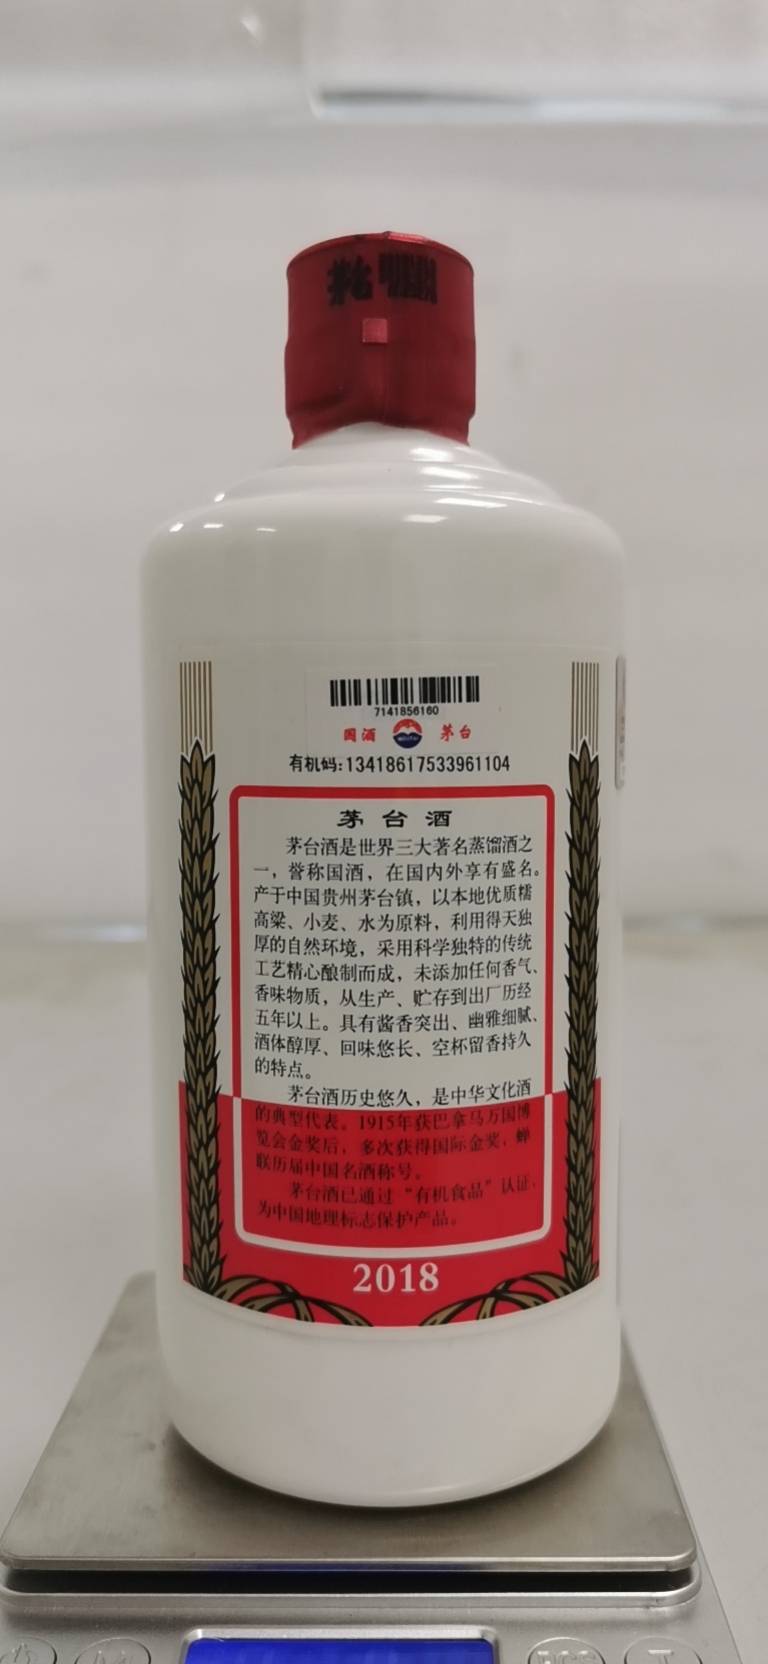 茅台
7141856160
国酒 茅台
有机码:13418617533961104
茅台酒
茅台酒是世界三大著名蒸馏酒之
一，誉称国酒，在国内外享有盛名。
产于中国贵州茅台镇，以本地优质糯
高粱、小麦、水为原料，利用得天独
厚的自然环境，采用科学独特的传统
工艺精心酿制而成，未添加任何香气、
香味物质，从生产、贮存到出厂历经
五年以上。具有酱香突出、幽雅细腻、
酒体醇厚、回味悠长、空杯留香持久
的特点。
茅台酒历史悠久，是中华文化酒
的典型代表。1915年获巴拿马万国博
览会金奖后，多次获得国际金奖，蝉
联历届中国名酒称号。
茅台酒已通过“有机食品”认证，
为中国地理标志保护产品。
2018